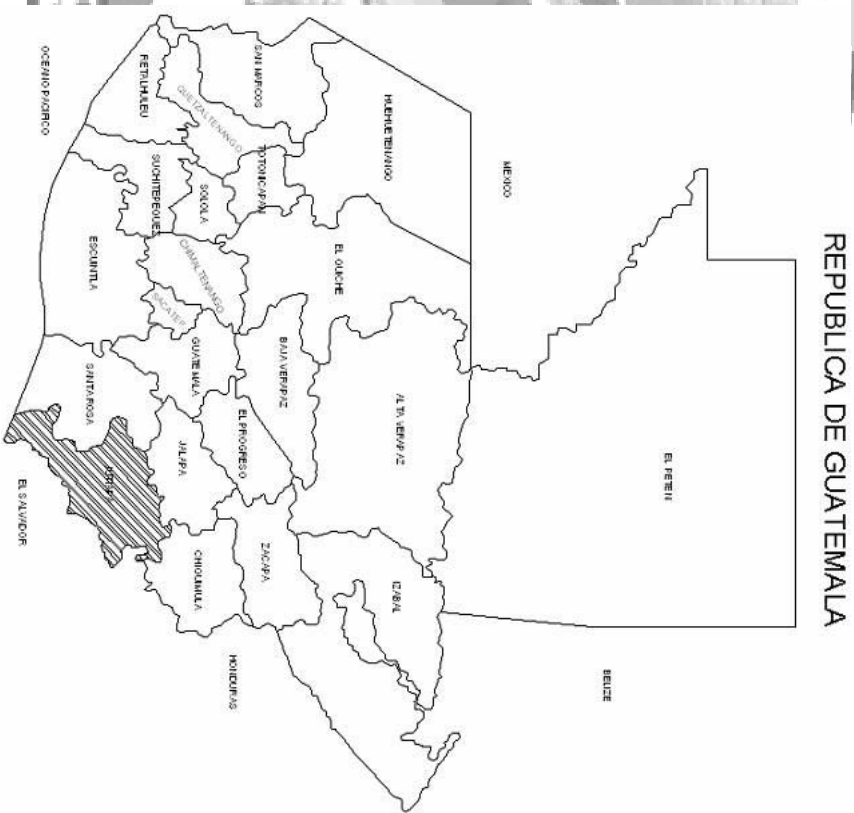 REPUBLICA DE GUATEMALA
EL PETEN
BELIZE
MEXICO
HUEHUETENANGO
ALTA VERAPAZ
IZABAL
EL QUICHE
BAJA VERAPAZ
SAN MARCOS
TOTONICAPAN
ZACAPA
EL PROGRESO
HONDURAS
QUETZALTENANGO
SOLOLA
CHIMALTENANGO
GUATEMALA
CHIQUIMULA
JALAPA
SACATEP
RETALHULEU
SUCHITEPEQUES
ESCUINTLA
SANTA ROSA
OCEANO PACIFICO
EL SALVADOR